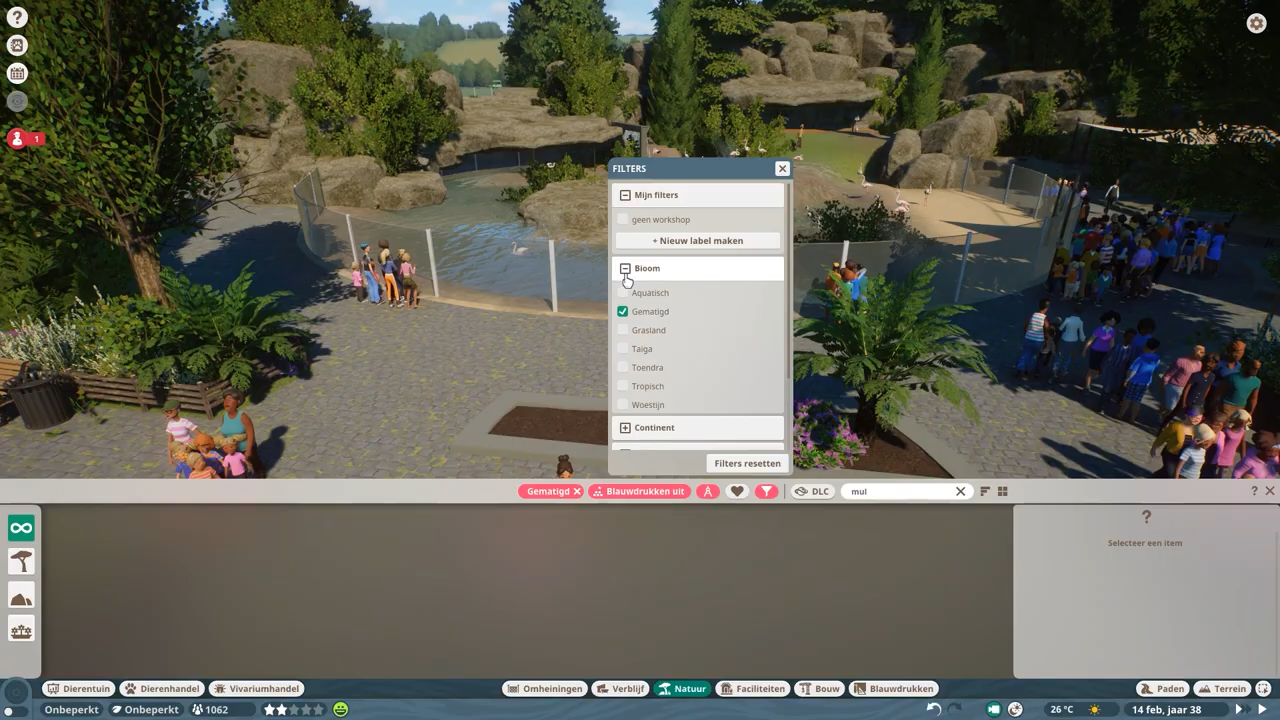 ?
1
FILTERS
Mijn filters
geen workshop
+ Nieuw label maken
Bioom
Aquatisch
Gematigd
Grasland
Taiga
Toendra
Tropisch
Woestijn
Continent
Filters resetten
Gematigd
Blauwdrukken uit
DLC
mul
?
?
Selecteer een item
Dierentuin
Dierenhandel
Vivariumhandel
Omheiningen
Verblijf
Natuur
Faciliteiten
Bouw
Blauwdrukken
Paden
Terrein
Onbeperkt
Onbeperkt
1062
26 °C
14 feb, jaar 38